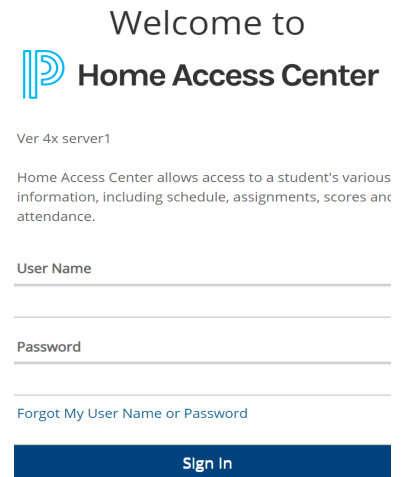 Welcome to
Home Access Center
Ver 4x server1
Home Access Center allows access to a student's various
information, including schedule, assignments, scores and
attendance.
User Name
Password
Forgot My User Name or Password
Sign In